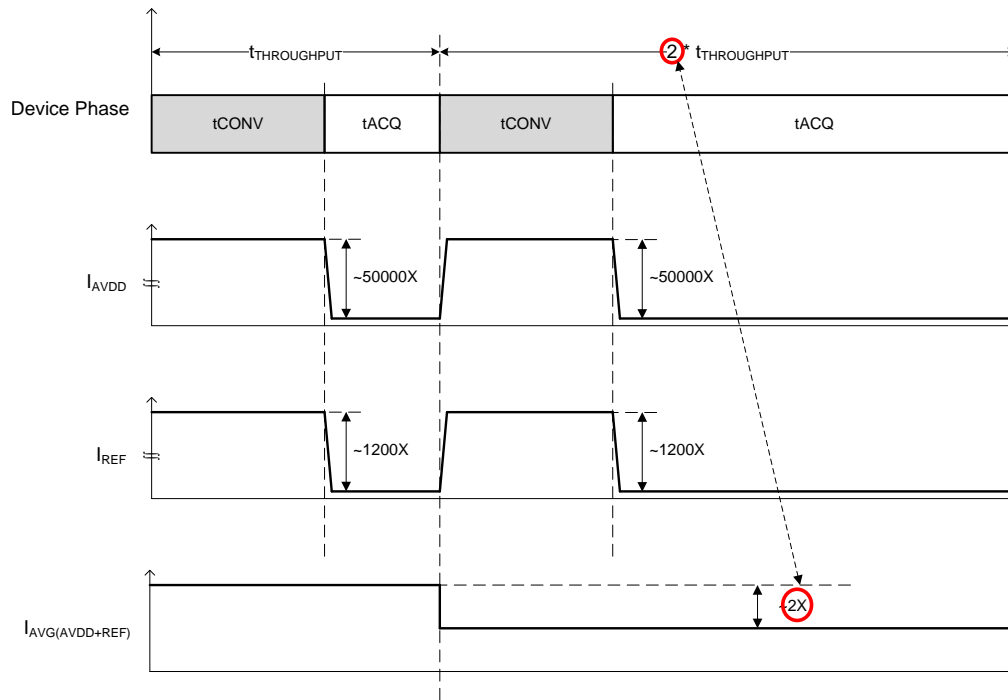 tTHROUGHPUT
2 * tTHROUGHPUT
Device Phase
tCONV
tACQ
tCONV
tACQ
IAVDD
~50000X
~50000X
IREF
~1200X
~1200X
IAVG(AVDD+REF)
~2X